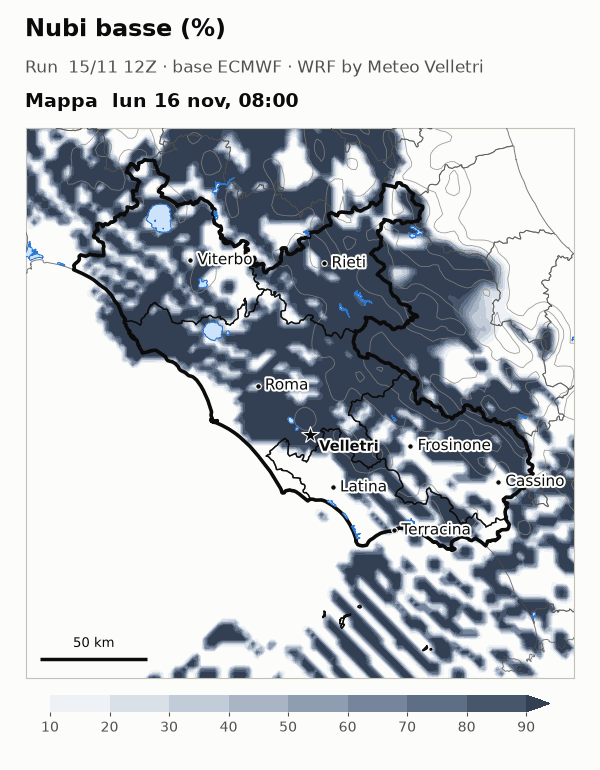 Nubi basse (%)
Run  15/11 12Z · base ECMWF · WRF by Meteo Velletri
Mappa  lun 16 nov, 08:00
Viterbo
Rieti
Roma
Velletri
Frosinone
Cassino
Latina
Terracina
50 km
10 20 30 40 50 60 70 80 90